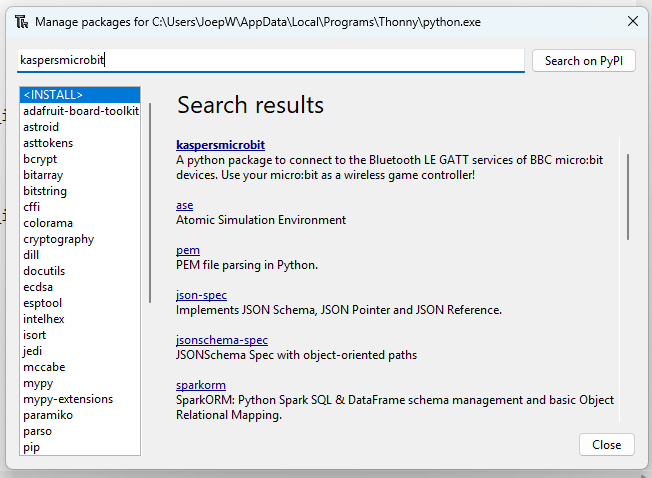 Manage packages for C:\Users\JoepW\AppData\Local\Programs\Thonny\python.exe
kaspersmicrobit
Search on PyPI
<INSTALL>
adafruit-board-toolkit
astroid
asttokens
bcrypt
bitarray
bitstring
cffi
colorama
cryptography
dill
docutils
ecdsa
esptool
intelhex
isort
jedi
mccabe
mypy
mypy-extensions
paramiko
parso
pip
Search results
kaspersmicrobit
A python package to connect to the Bluetooth LE GATT services of BBC micro:bit
devices. Use your micro:bit as a wireless game controller!
ase
Atomic Simulation Environment
pem
PEM file parsing in Python.
json-spec
Implements JSON Schema, JSON Pointer and JSON Reference.
jsonschema-spec
JSONSchema Spec with object-oriented paths
sparkorm
SparkORM: Python Spark SQL & DataFrame schema management and basic Object
Relational Mapping.
Close